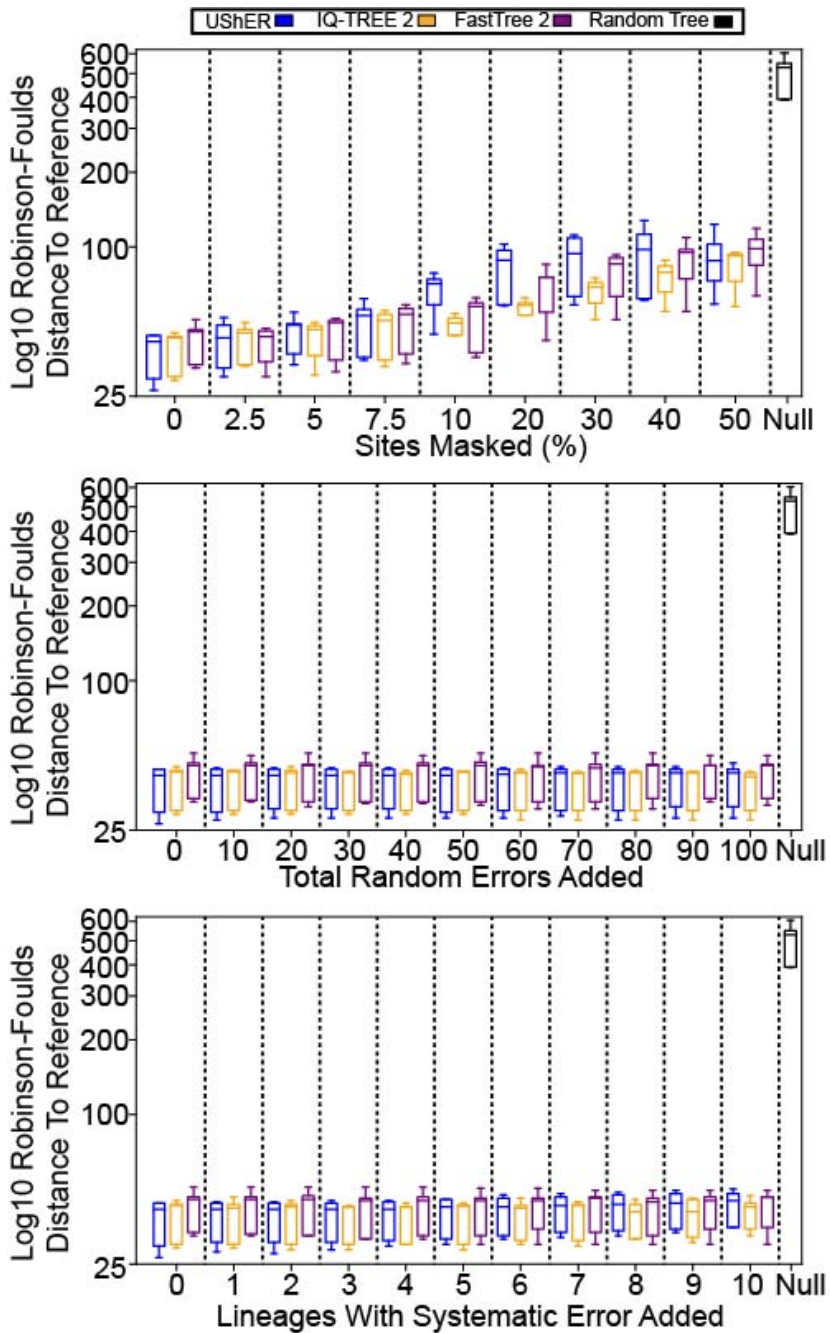 UShER IQ-TREE 2 FastTree 2 Random Tree
Log10 Robinson-Foulds
Distance To Reference
600
500
400
300
200
100
25
0 2.5 5 7.5 10 20 30 40 50 Null
Sites Masked (%)
Log10 Robinson-Foulds
Distance To Reference
600
500
400
300
200
100
25
0 10 20 30 40 50 60 70 80 90 100 Null
Total Random Errors Added
Log10 Robinson-Foulds
Distance To Reference
600
500
400
300
200
100
25
0 1 2 3 4 5 6 7 8 9 10 Null
Lineages With Systematic Error Added